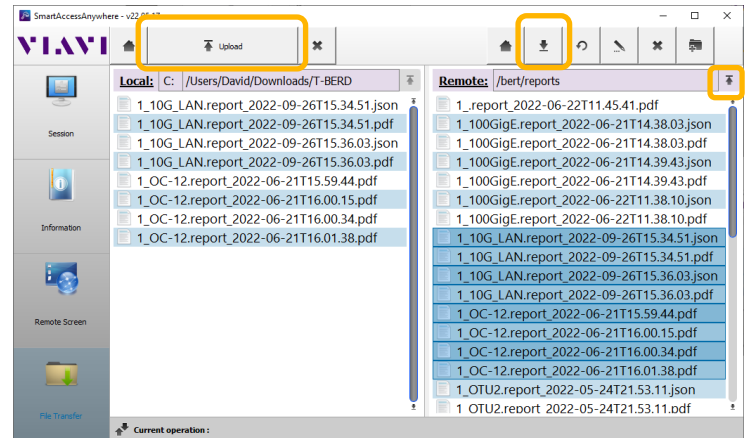 SmartAccessAnywhere - v22.05.17
VIAVI
Upload
Session
Information
Remote Screen
File Transfer
Local: C: /Users/David/Downloads/T-BERD
1_10G_LAN.report_2022-09-26T15.34.51.json
1_10G_LAN.report_2022-09-26T15.34.51.pdf
1_10G_LAN.report_2022-09-26T15.36.03.json
1_10G_LAN.report_2022-09-26T15.36.03.pdf
1_OC-12.report_2022-06-21T15.59.44.pdf
1_OC-12.report_2022-06-21T16.00.15.pdf
1_OC-12.report_2022-06-21T16.00.34.pdf
1_OC-12.report_2022-06-21T16.01.38.pdf
Remote: /bert/reports
1_.report_2022-06-22T11.45.41.pdf
1_100GigE.report_2022-06-21T14.38.03.json
1_100GigE.report_2022-06-21T14.38.03.pdf
1_100GigE.report_2022-06-21T14.39.43.json
1_100GigE.report_2022-06-21T14.39.43.pdf
1_100GigE.report_2022-06-22T11.38.10.json
1_100GigE.report_2022-06-22T11.38.10.pdf
1_10G_LAN.report_2022-09-26T15.34.51.json
1_10G_LAN.report_2022-09-26T15.34.51.pdf
1_10G_LAN.report_2022-09-26T15.36.03.json
1_10G_LAN.report_2022-09-26T15.36.03.pdf
1_OC-12.report_2022-06-21T15.59.44.pdf
1_OC-12.report_2022-06-21T16.00.15.pdf
1_OC-12.report_2022-06-21T16.00.34.pdf
1_OC-12.report_2022-06-21T16.01.38.pdf
1_OTU2.report_2022-05-24T21.53.11.json
1_OTU2.report_2022-05-24T21.53.11.pdf
Current operation :